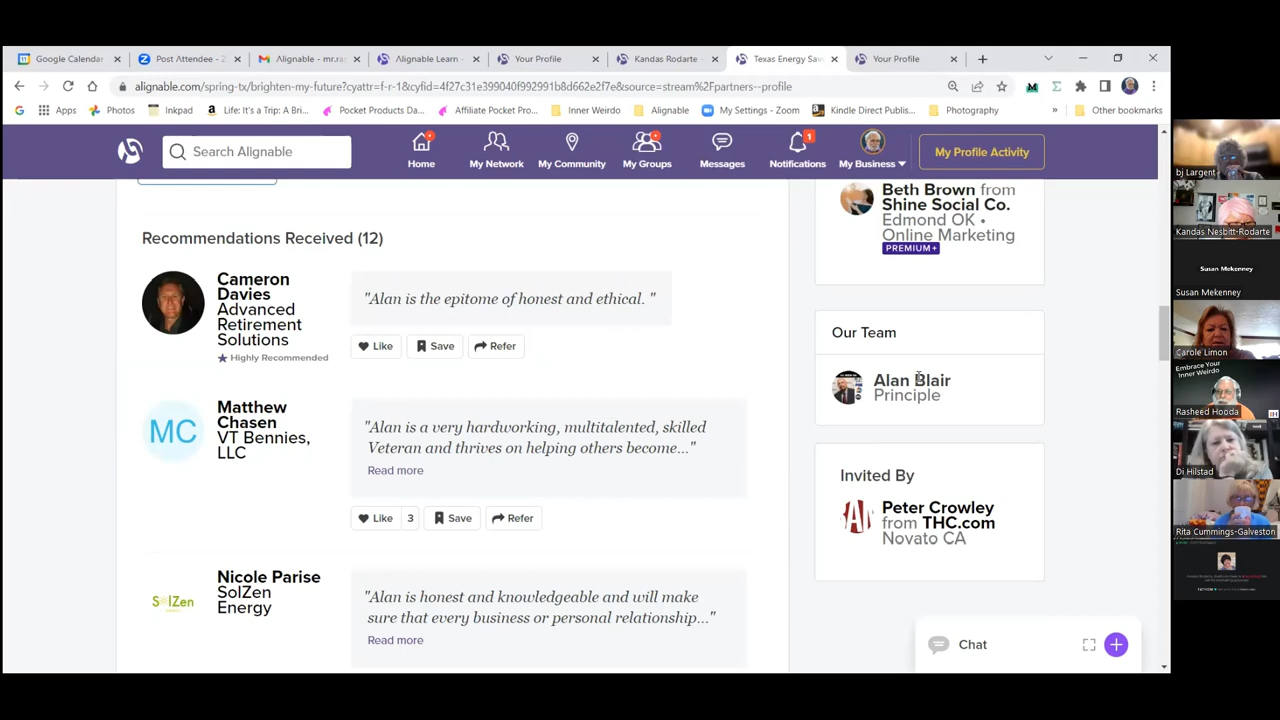 Google Calendar
Post Attendee - Z
Alignable - mr.ra
Alignable Learn -
Your Profile
Kandas Rodarte -
Texas Energy Sav
Your Profile
alignable.com/spring-tx/brighten-my-future?cyattr=f-r-1&cyfid=4f27c31e399040f992991b8d662e2f7e&source=stream%2Fpartners--profile
Apps
Photos
Inkpad
Life: It's a Trip! A Bri...
Pocket Products Da...
Affiliate Pocket Pro...
Inner Weirdo
Alignable
My Settings - Zoom
Kindle Direct Publis...
Photography
»
Other bookmarks
Search Alignable
Home
My Network
My Community
My Groups
Messages
1
Notifications
My Business
My Profile Activity
Recommendations Received (12)
Cameron
Davies
Advanced
Retirement
Solutions
Highly Recommended
"Alan is the epitome of honest and ethical. "
Like
Save
Refer
MC
Matthew
Chasen
VT Bennies,
LLC
"Alan is a very hardworking, multitalented, skilled
Veteran and thrives on helping others become..."
Read more
Like 3
Save
Refer
SolZen
Nicole Parise
SolZen
Energy
"Alan is honest and knowledgeable and will make
sure that every business or personal relationship..."
Read more
Beth Brown from
Shine Social Co.
Edmond OK •
Online Marketing
PREMIUM+
Our Team
Alan Blair
Principle
Invited By
Peter Crowley
from THC.com
Novato CA
Chat
bj Largent
Kandas Nesbitt-Rodarte
Susan Mekenney
Susan Mekenney
Carole Limon
Embrace Your
Inner Weirdo
Rasheed Hooda
Di Hilstad
Rita Cummings-Galveston